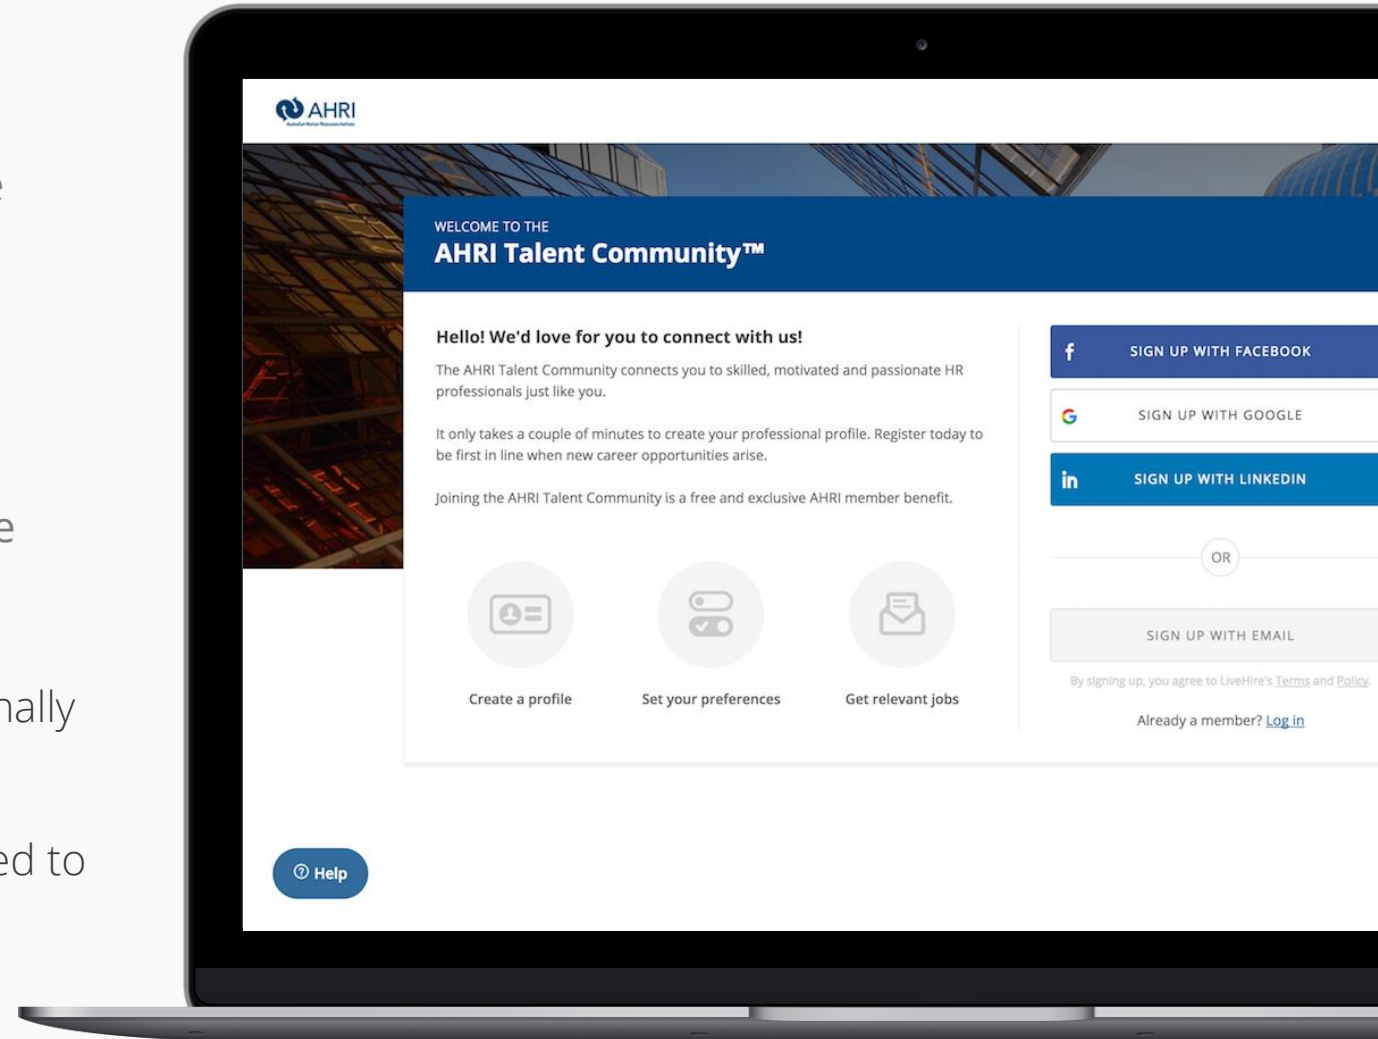 e
e
nally
ed to
AHRI
Australian Human Resources Institute
WELCOME TO THE
AHRI Talent Community™
Hello! We'd love for you to connect with us!
The AHRI Talent Community connects you to skilled, motivated and passionate HR
professionals just like you.
It only takes a couple of minutes to create your professional profile. Register today to
be first in line when new career opportunities arise.
Joining the AHRI Talent Community is a free and exclusive AHRI member benefit.
Create a profile
Set your preferences
Get relevant jobs
f
SIGN UP WITH FACEBOOK
G
SIGN UP WITH GOOGLE
in
SIGN UP WITH LINKEDIN
OR
SIGN UP WITH EMAIL
By signing up, you agree to LiveHire's Terms and Policy.
Already a member? Log in
? Help